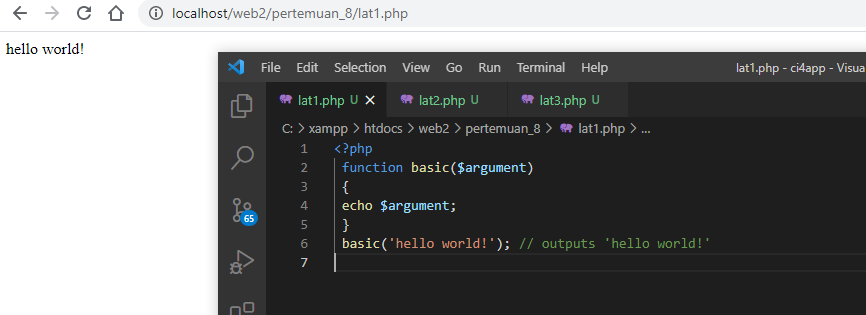 localhost/web2/pertemuan_8/lat1.php
hello world!
File Edit Selection View Go Run Terminal Help lat1.php - ci4app - Visua
lat1.php U lat2.php U lat3.php U
C: > xampp > htdocs > web2 > pertemuan_8 > lat1.php > ...
1 <?php
2 function basic($argument)
3 {
4 echo $argument;
5 }
6 basic('hello world!'); // outputs 'hello world!'
7
65